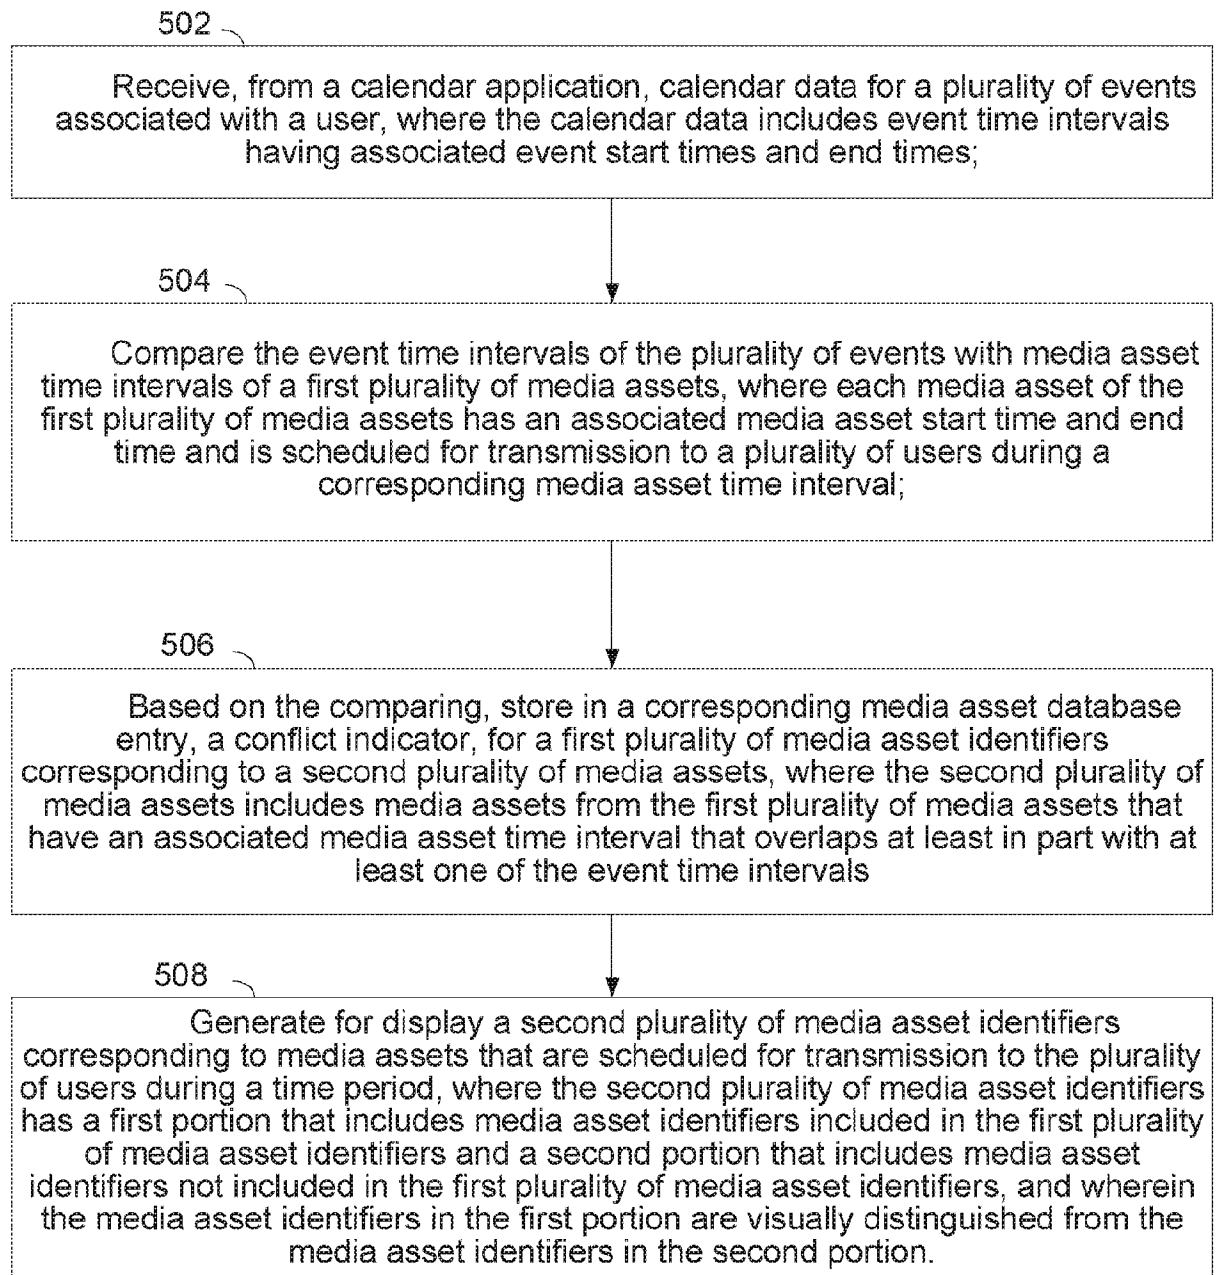 502
Receive, from a calendar application, calendar data for a plurality of events
associated with a user, where the calendar data includes event time intervals
having associated event start times and end times;
504
Compare the event time intervals of the plurality of events with media asset
time intervals of a first plurality of media assets, where each media asset of the
first plurality of media assets has an associated media asset start time and end
time and is scheduled for transmission to a plurality of users during a
corresponding media asset time interval;
506
Based on the comparing, store in a corresponding media asset database
entry, a conflict indicator, for a first plurality of media asset identifiers
corresponding to a second plurality of media assets, where the second plurality of
media assets includes media assets from the first plurality of media assets that
have an associated media asset time interval that overlaps at least in part with at
least one of the event time intervals
508
Generate for display a second plurality of media asset identifiers
corresponding to media assets that are scheduled for transmission to the plurality
of users during a time period, where the second plurality of media asset identifiers
has a first portion that includes media asset identifiers included in the first plurality
of media asset identifiers and a second portion that includes media asset
identifiers not included in the first plurality of media asset identifiers, and wherein
the media asset identifiers in the first portion are visually distinguished from the
media asset identifiers in the second portion.